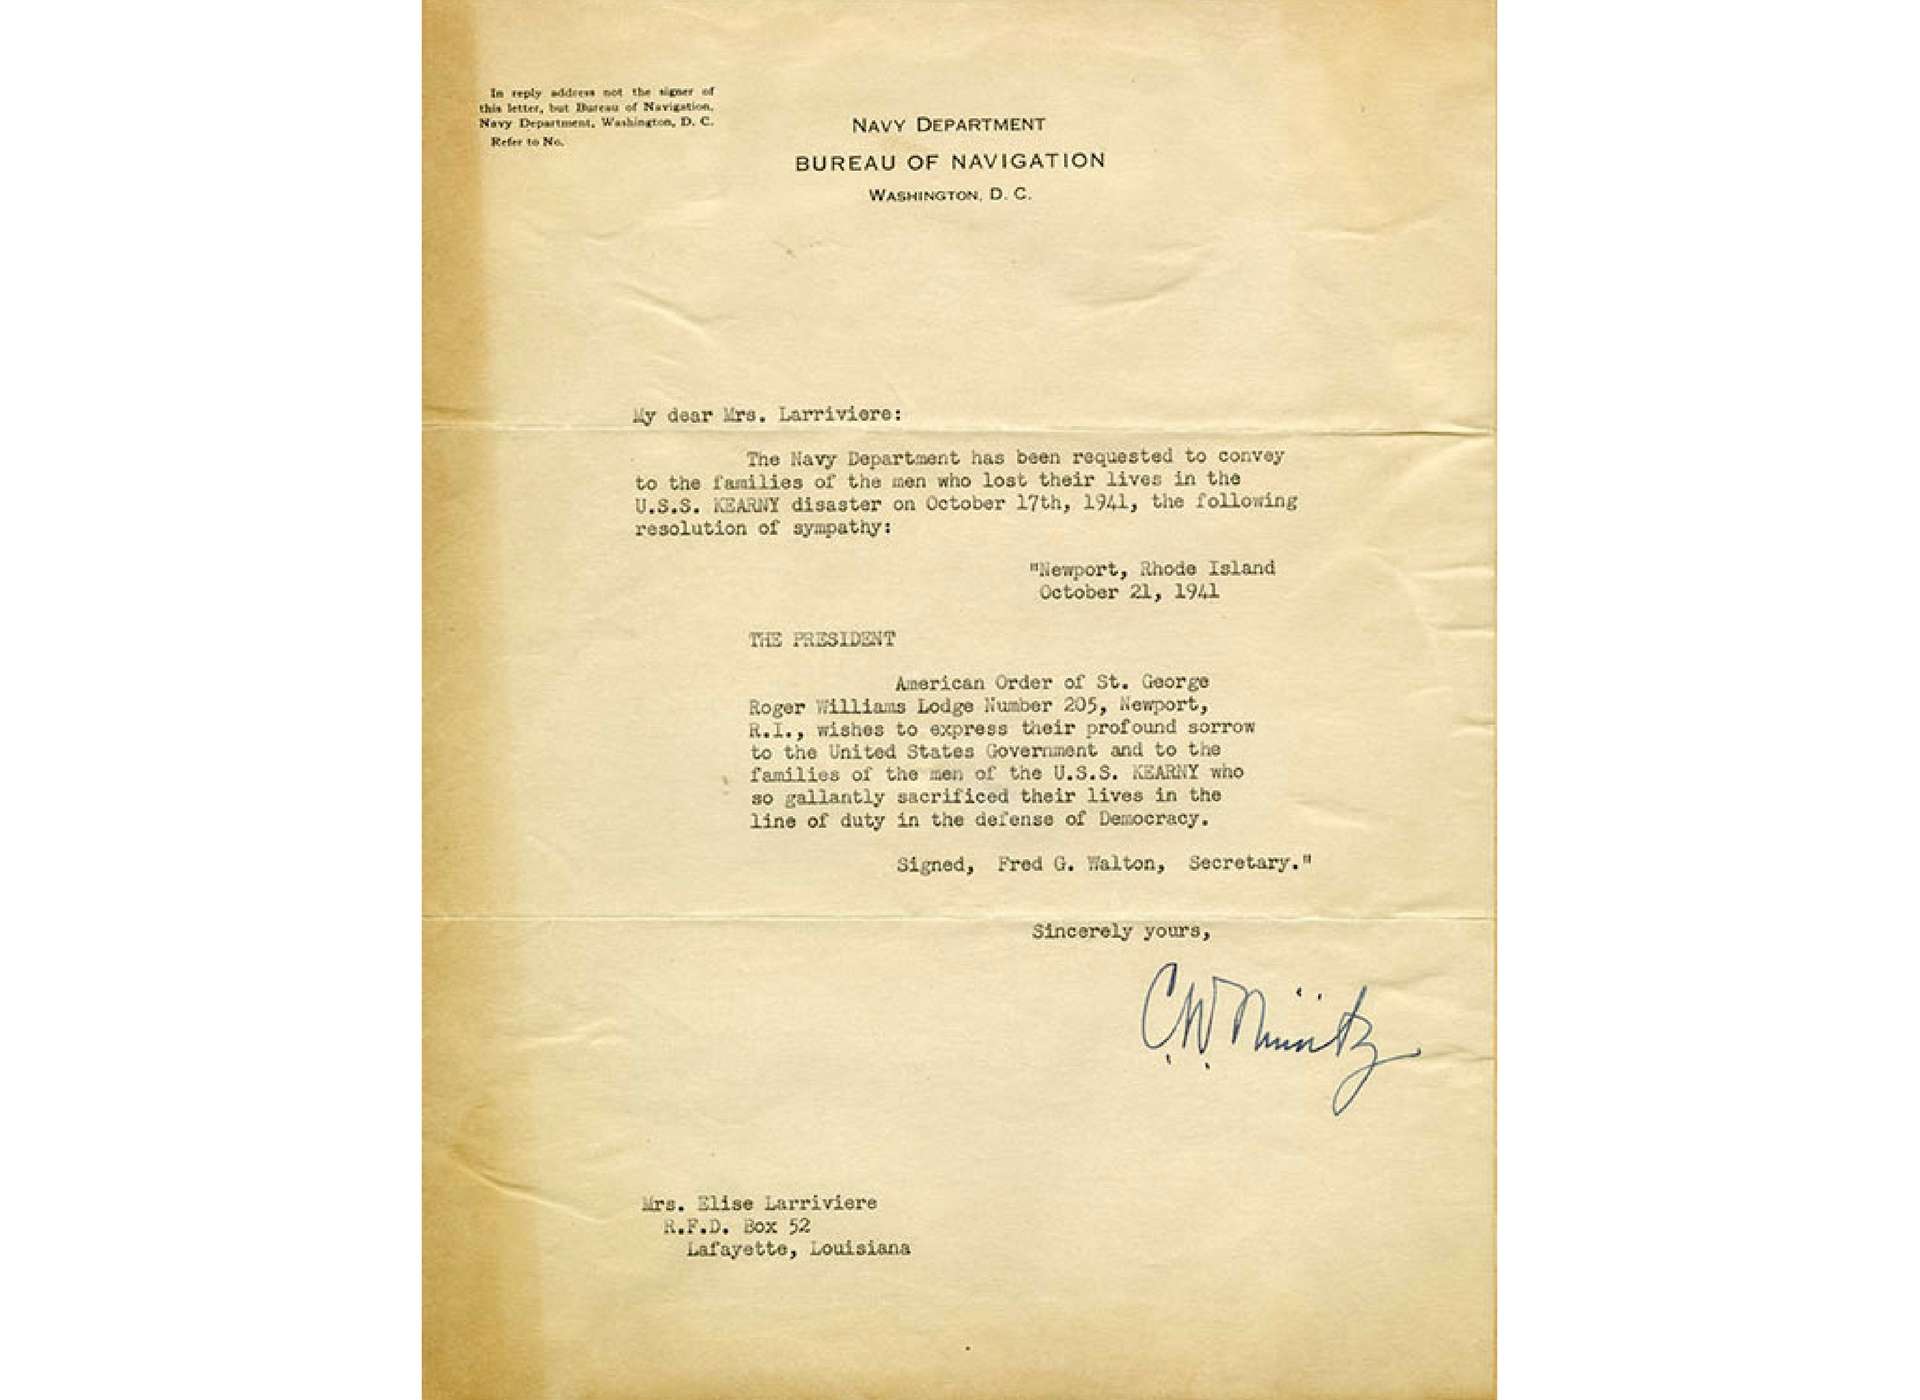 In reply address not the signer of
this letter, but Bureau of Navigation,
Navy Department, Washington, D. C.
Refer to No.
NAVY DEPARTMENT
BUREAU OF NAVIGATION
WASHINGTON, D. C.
My dear Mrs. Larriviere:
The Navy Department has been requested to convey
to the families of the men who lost their lives in the
U.S.S. KEARNY disaster on October 17th, 1941, the following
resolution of sympathy:
"Newport, Rhode Island
October 21, 1941
THE PRESIDENT
American Order of St. George
Roger Williams Lodge Number 205, Newport,
R.I., wishes to express their profound sorrow
to the United States Government and to the
families of the men of the U.S.S. KEARNY who
so gallantly sacrificed their lives in the
line of duty in the defense of Democracy.
Signed, Fred G. Walton, Secretary."
Sincerely yours,
C.W. Nimitz
Mrs. Elise Larriviere
R.F.D. Box 52
Lafayette, Louisiana